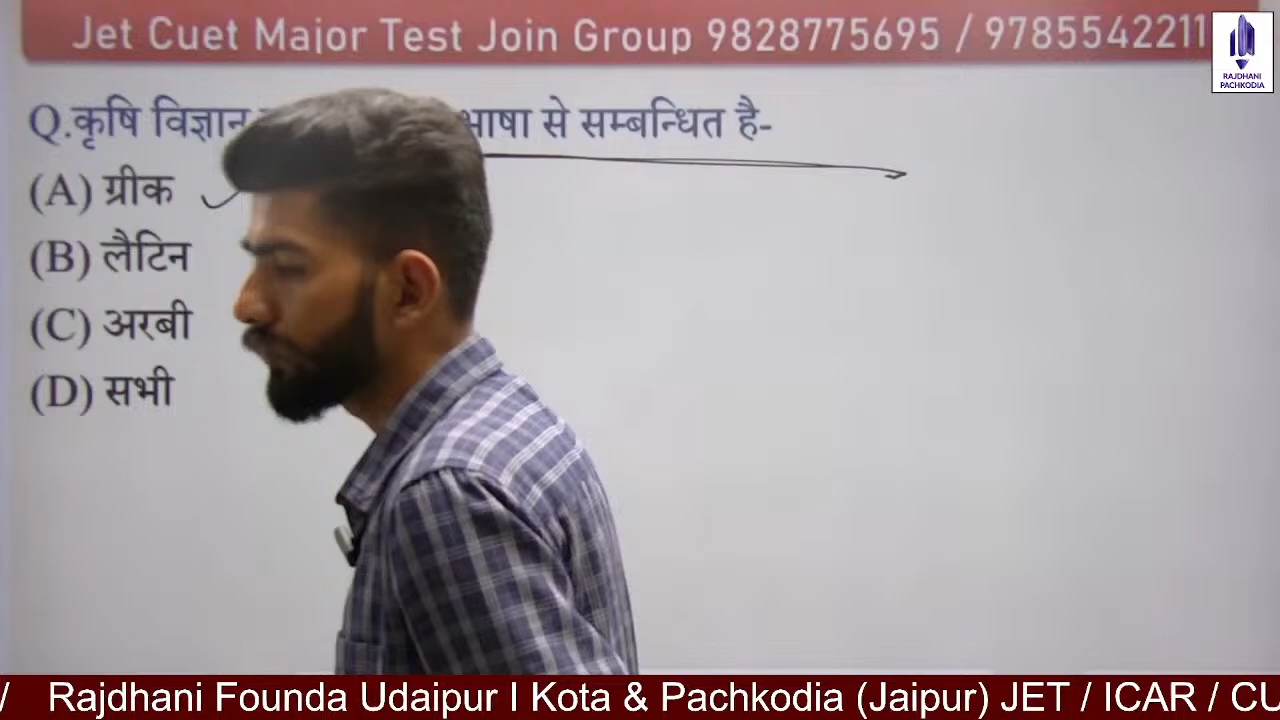 Jet Cuet Major Test Join Group 9828775695 / 9785542211
RAJDHANI
PACHKODIA
Q.कृषि विज्ञान भाषा से सम्बन्धित है-
(A) ग्रीक
(B) लैटिन
(C) अरबी
(D) सभी
/ Rajdhani Founda Udaipur I Kota & Pachkodia (Jaipur) JET / ICAR / CU